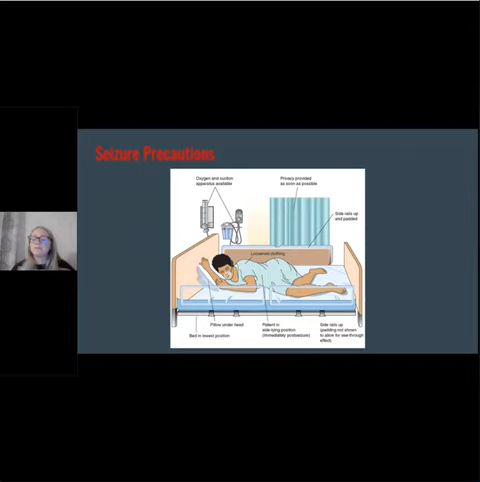 Seizure Precautions
Oxygen and suction
apparatus available
Privacy provided
as soon as possible
Side rails up
and padded
Loosened clothing
Pillow under head
Bed in lowest position
Patient in
side-lying position
(immediately postseizure)
Side rails up
(padding not shown
to allow for see-through
effect)